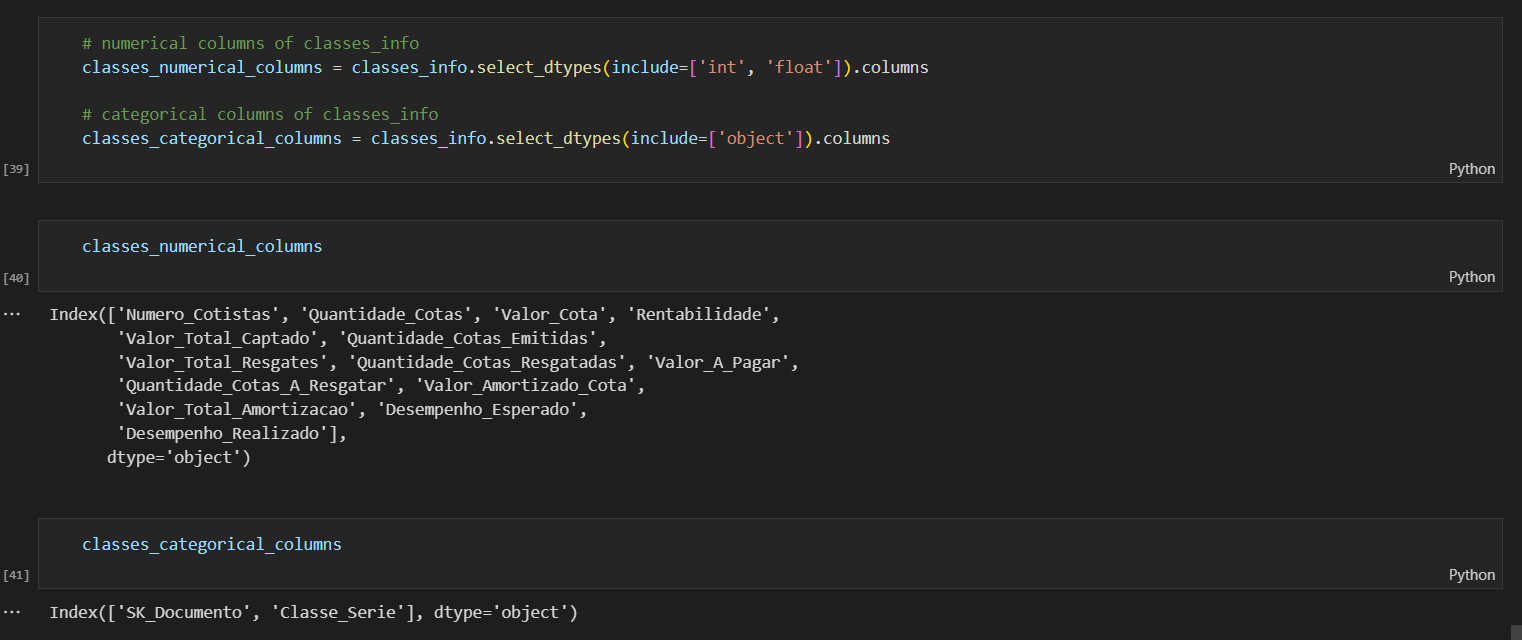 # numerical columns of classes_info
classes_numerical_columns = classes_info.select_dtypes(include=['int', 'float']).columns
# categorical columns of classes_info
classes_categorical_columns = classes_info.select_dtypes(include=['object']).columns
[39]
Python
classes_numerical_columns
[40]
Python
... Index(['Numero_Cotistas', 'Quantidade_Cotas', 'Valor_Cota', 'Rentabilidade',
'Valor_Total_Captado', 'Quantidade_Cotas_Emitidas',
'Valor_Total_Resgates', 'Quantidade_Cotas_Resgatadas', 'Valor_A_Pagar',
'Quantidade_Cotas_A_Resgatar', 'Valor_Amortizado_Cota',
'Valor_Total_Amortizacao', 'Desempenho_Esperado',
'Desempenho_Realizado'],
dtype='object')
classes_categorical_columns
[41]
Python
... Index(['SK_Documento', 'Classe_Serie'], dtype='object')